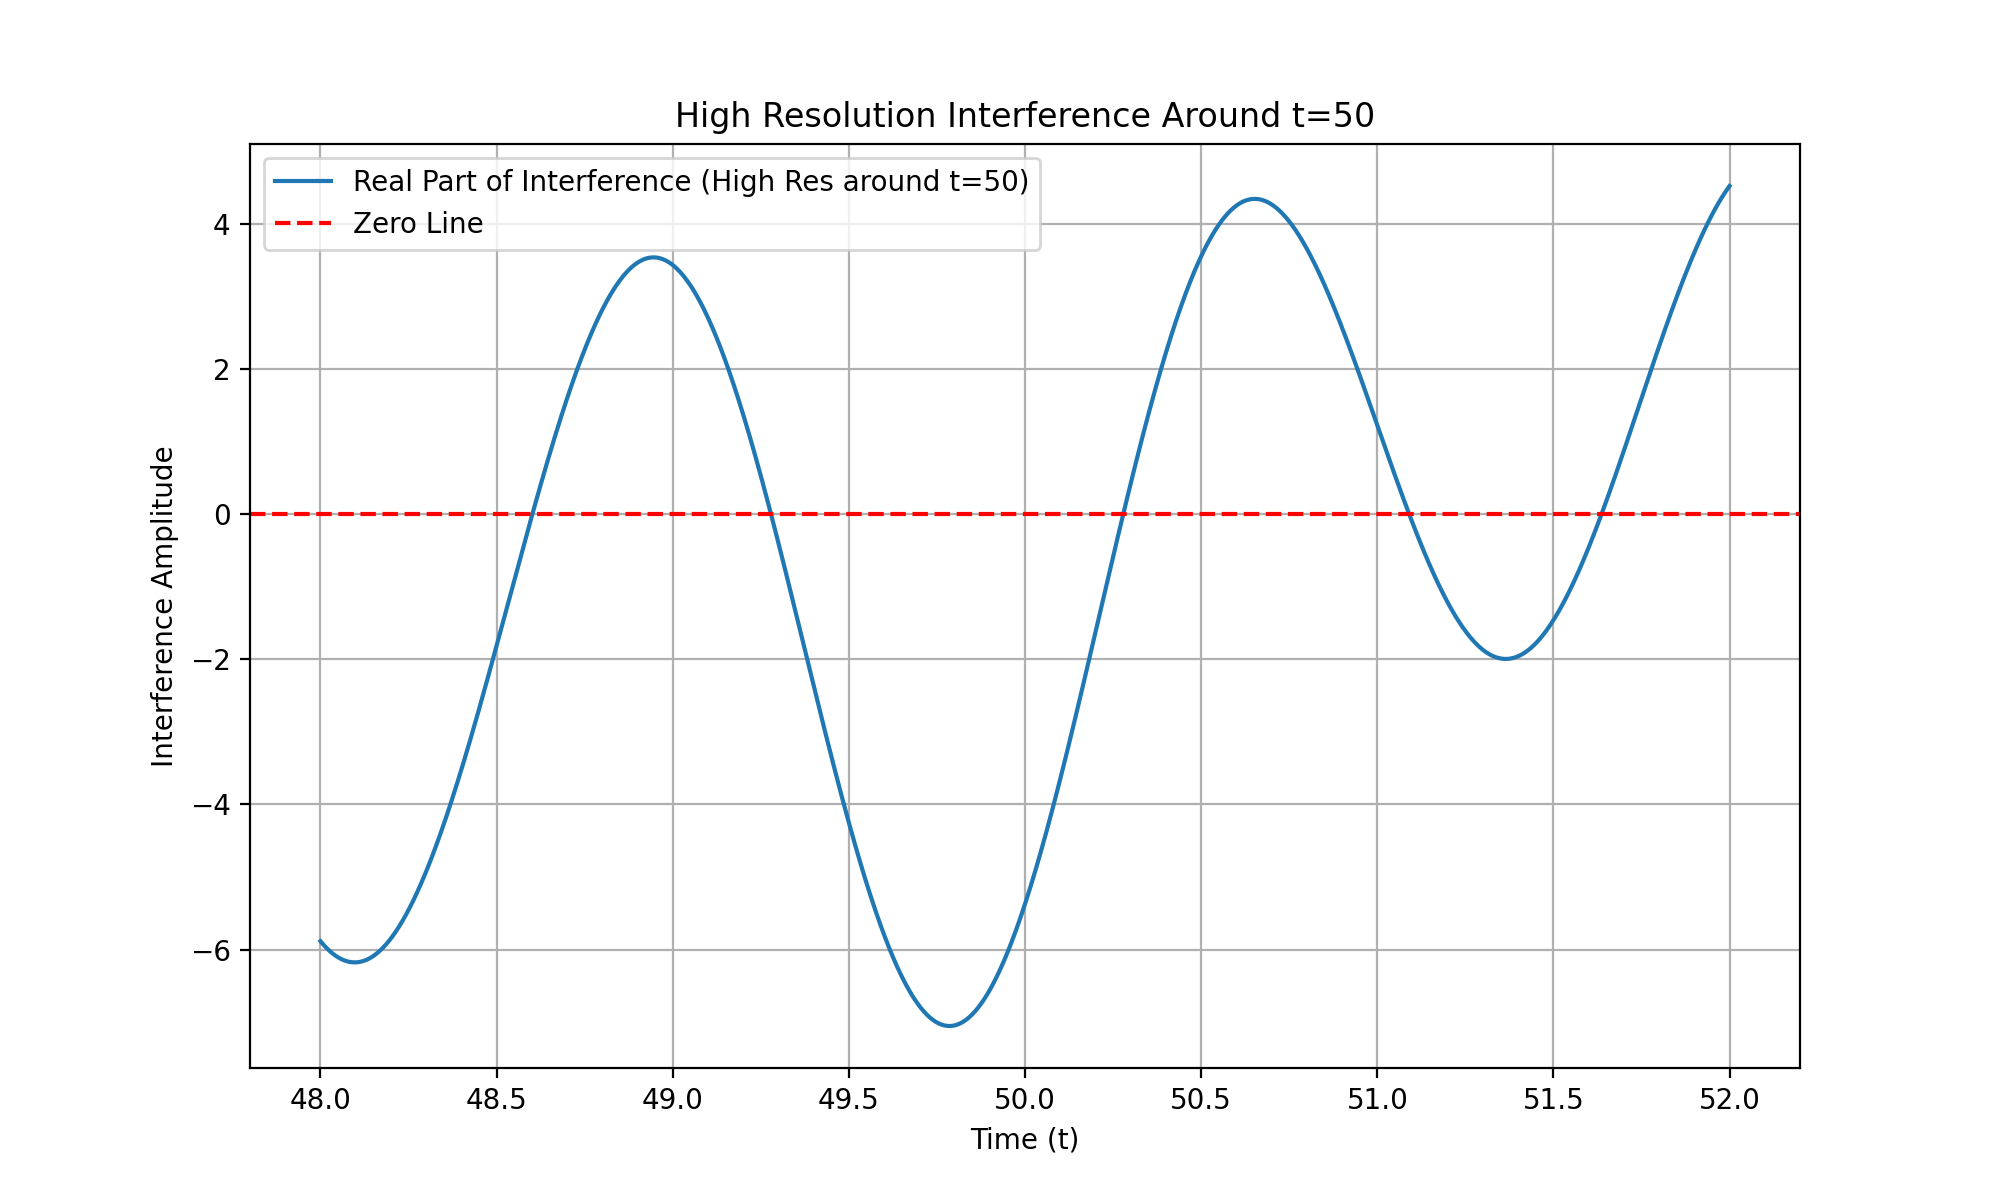 High Resolution Interference Around t=50
Real Part of Interference (High Res around t=50)
Zero Line
Interference Amplitude
4
2
0
−2
−4
−6
48.0 48.5 49.0 49.5 50.0 50.5 51.0 51.5 52.0
Time (t)